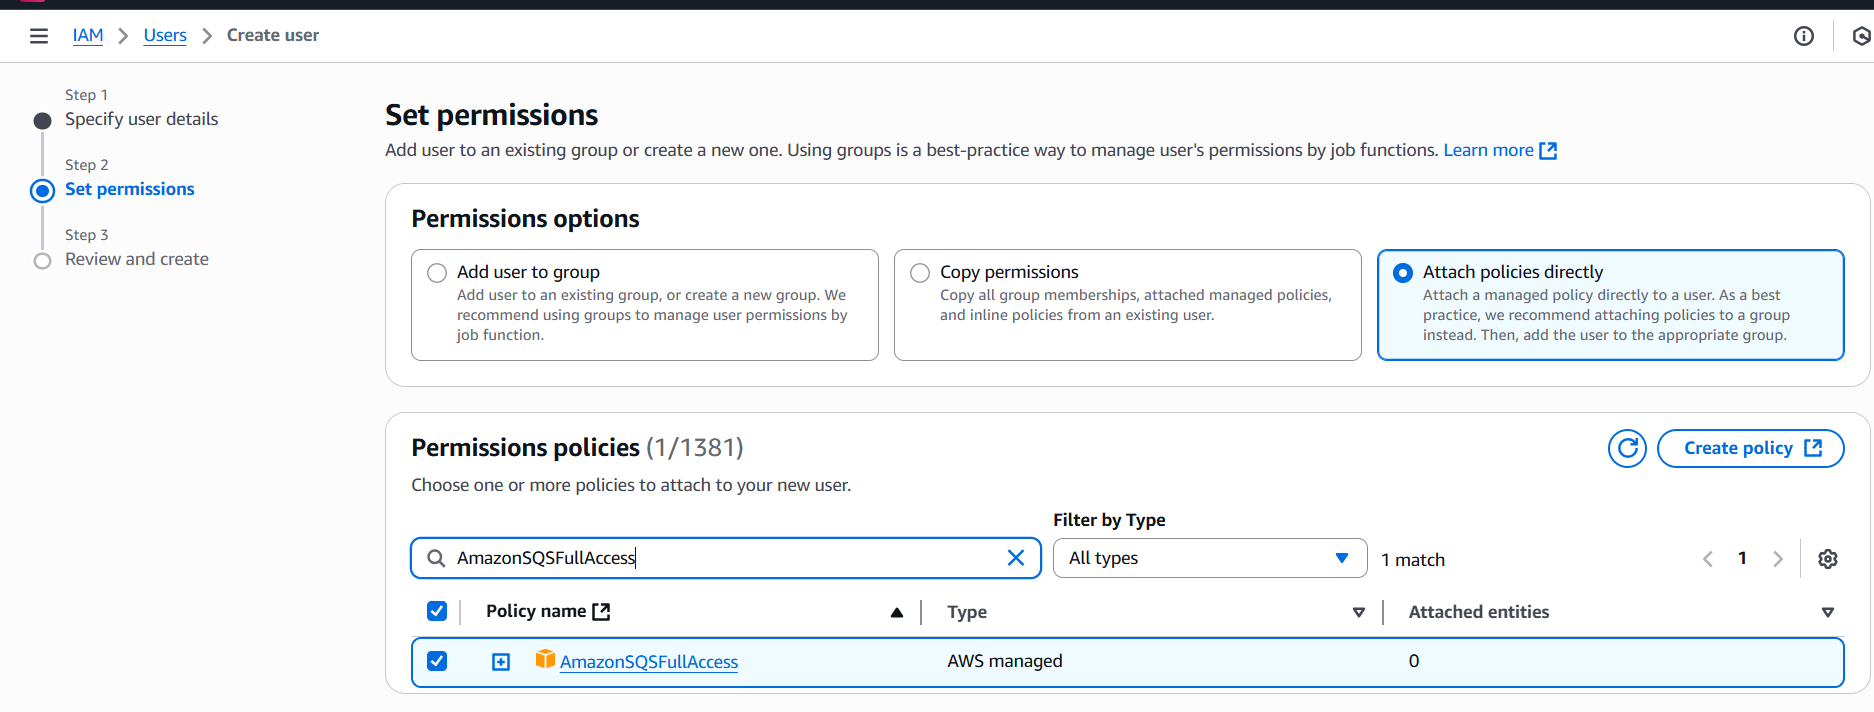 IAM > Users > Create user
Step 1
Specify user details
Step 2
Set permissions
Step 3
Review and create
Set permissions
Add user to an existing group or create a new one. Using groups is a best-practice way to manage user's permissions by job functions. Learn more
Permissions options
Add user to group
Add user to an existing group, or create a new group. We
recommend using groups to manage user permissions by
job function.
Copy permissions
Copy all group memberships, attached managed policies,
and inline policies from an existing user.
Attach policies directly
Attach a managed policy directly to a user. As a best
practice, we recommend attaching policies to a group
instead. Then, add the user to the appropriate group.
Permissions policies (1/1381)
Create policy
Choose one or more policies to attach to your new user.
Filter by Type
AmazonSQSFullAccess
All types
1 match
1
Policy name
Type
Attached entities
AmazonSQSFullAccess
AWS managed
0